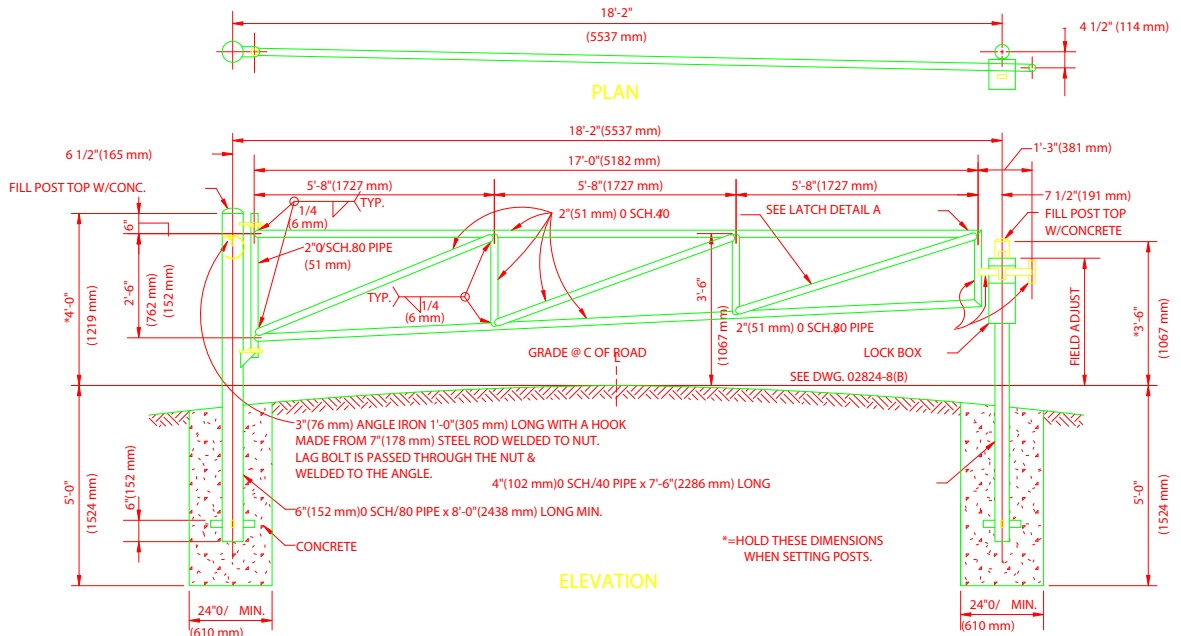 18'-2"
(5537 mm)
4 1/2" (114 mm)
PLAN
18'-2"(5537 mm)
6 1/2"(165 mm)
17'-0"(5182 mm)
1'-3"(381 mm)
FILL POST TOP W/CONC.
5'-8"(1727 mm)
5'-8"(1727 mm)
5'-8"(1727 mm)
7 1/2"(191 mm)
1/4
(6 mm)
TYP.
2"(51 mm) 0 SCH.40
SEE LATCH DETAIL A
FILL POST TOP
W/CONCRETE
6"
2"0/SCH.80 PIPE
(51 mm)
*4'-0"
(1219 mm)
2'-6"
(762 mm)
(152 mm)
TYP.
1/4
(6 mm)
3'-6"
(1067 mm)
2"(51 mm) 0 SCH.80 PIPE
LOCK BOX
FIELD ADJUST
*3'-6"
(1067 mm)
GRADE @ C OF ROAD
L
SEE DWG. 02824-8(B)
3"(76 mm) ANGLE IRON 1'-0"(305 mm) LONG WITH A HOOK
MADE FROM 7"(178 mm) STEEL ROD WELDED TO NUT.
LAG BOLT IS PASSED THROUGH THE NUT &
WELDED TO THE ANGLE.
4"(102 mm)0 SCH/40 PIPE x 7'-6"(2286 mm) LONG
5'-0"
(1524 mm)
6"(152 mm)
6"(152 mm)0 SCH/80 PIPE x 8'-0"(2438 mm) LONG MIN.
5'-0"
(1524 mm)
CONCRETE
*=HOLD THESE DIMENSIONS
WHEN SETTING POSTS.
ELEVATION
24"0/ MIN.
(610 mm)
24"0/ MIN.
(610 mm)